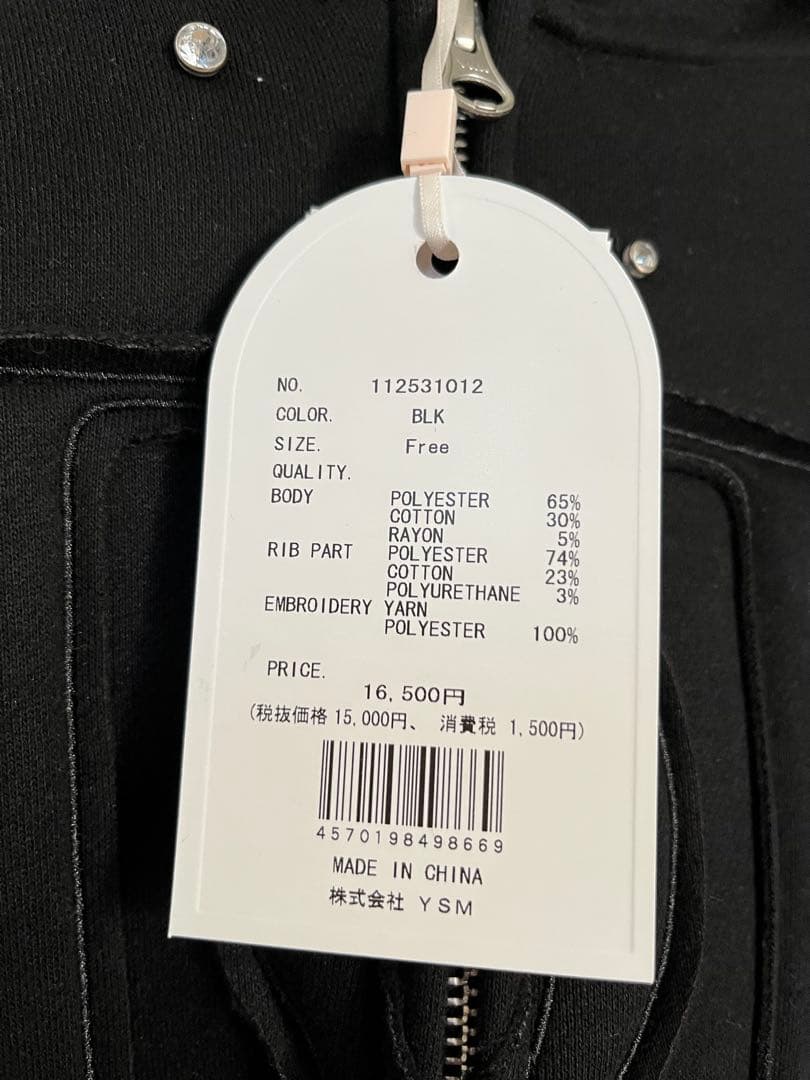 NO. 112531012
COLOR. BLK
SIZE. Free
QUALITY.
BODY POLYESTER 65%
COTTON 30%
RAYON 5%
RIB PART POLYESTER 74%
COTTON 23%
POLYURETHANE 3%
EMBROIDERY YARN
POLYESTER 100%
PRICE.
16,500円
(税抜価格 15,000円、 消費税 1,500円)
4570198498669
MADE IN CHINA
株式会社 YSM